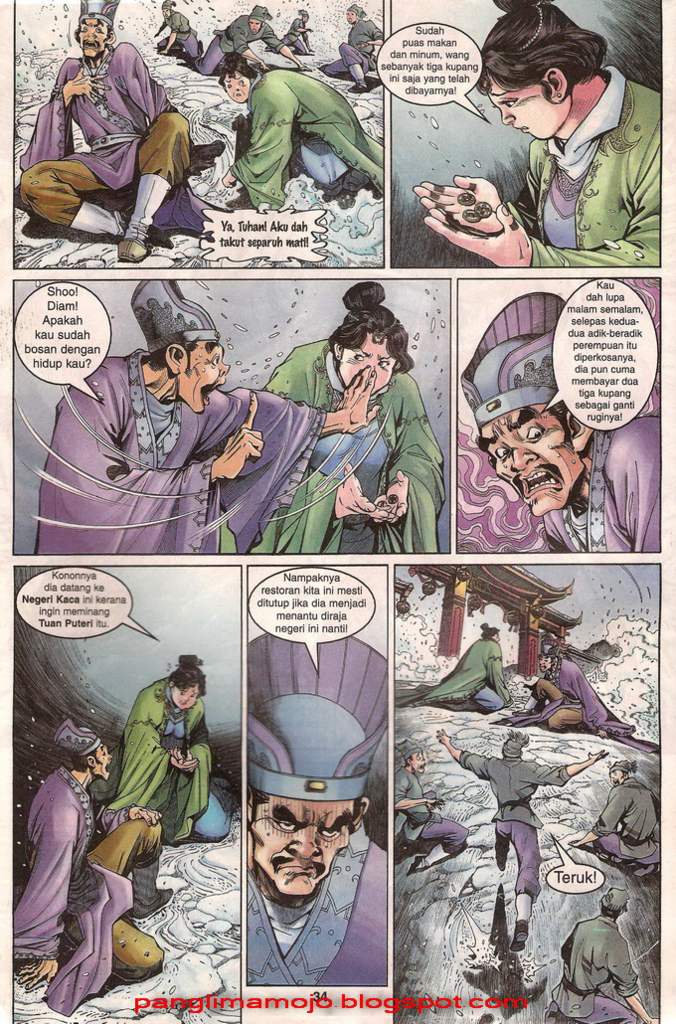 Ya, Tuhan! Aku dah
takut separuh mati!
Sudah
puas makan
dan minum, wang
sebanyak tiga kupang
ini saja yang telah
dibayarnya!
Shoo!
Diam!
Apakah
kau sudah
bosan dengan
hidup kau?
Kau
dah lupa
malam semalam,
selepas kedua-
dua adik-beradik
perempuan itu
diperkosanya,
dia pun cuma
membayar dua
tiga kupang
sebagai ganti
ruginya!
Kononnya
dia datang ke
Negeri Kaca ini kerana
ingin meminang
Tuan Puteri itu.
Nampaknya
restoran kita ini mesti
ditutup jika dia menjadi
menantu diraja
negeri ini nanti!
Teruk!
34
panglimamojo.blogspot.com